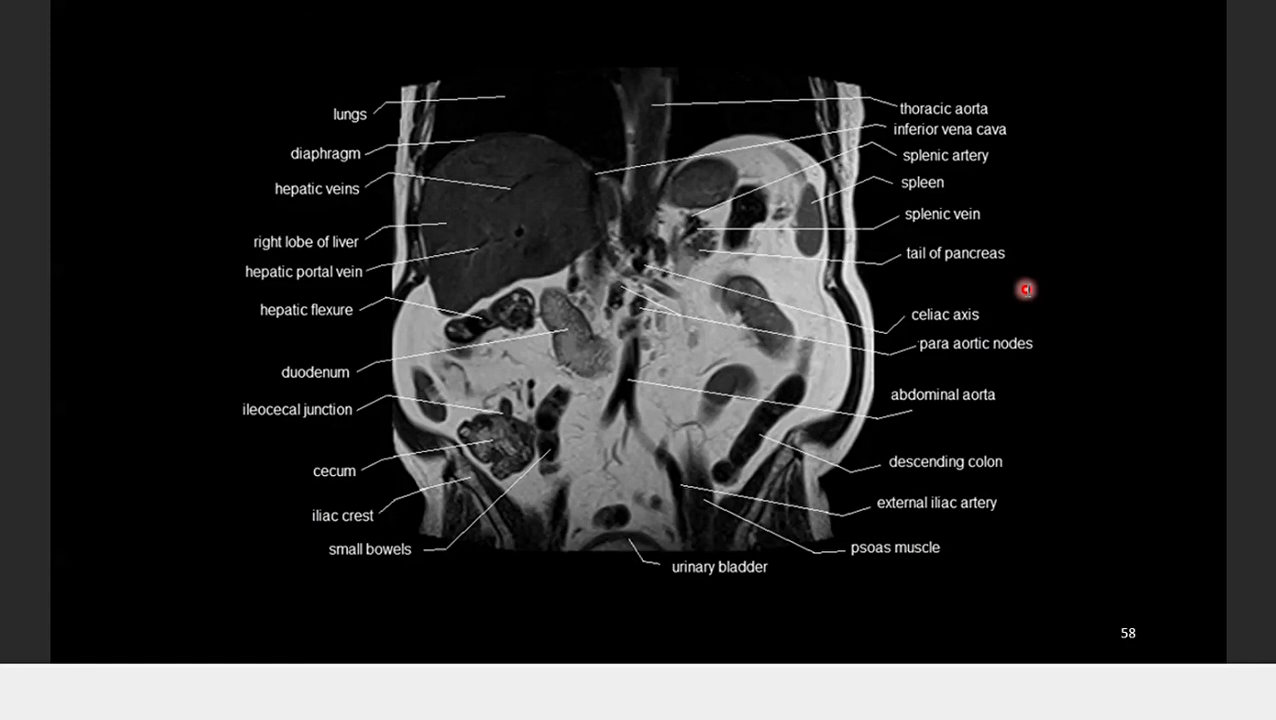 lungs
diaphragm
hepatic veins
right lobe of liver
hepatic portal vein
hepatic flexure
duodenum
ileocecal junction
cecum
iliac crest
small bowels
thoracic aorta
inferior vena cava
splenic artery
spleen
splenic vein
tail of pancreas
celiac axis
para aortic nodes
abdominal aorta
descending colon
external iliac artery
psoas muscle
urinary bladder
58